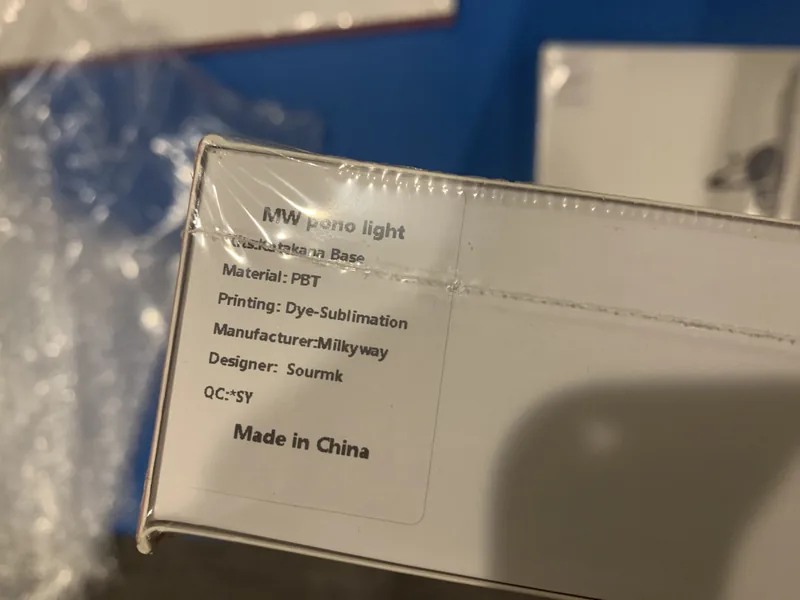 MW pono light
Kits:Katakana Base
Material: PBT
Printing: Dye-Sublimation
Manufacturer:Milkyway
Designer: Sourmk
QC:*SY
Made in China